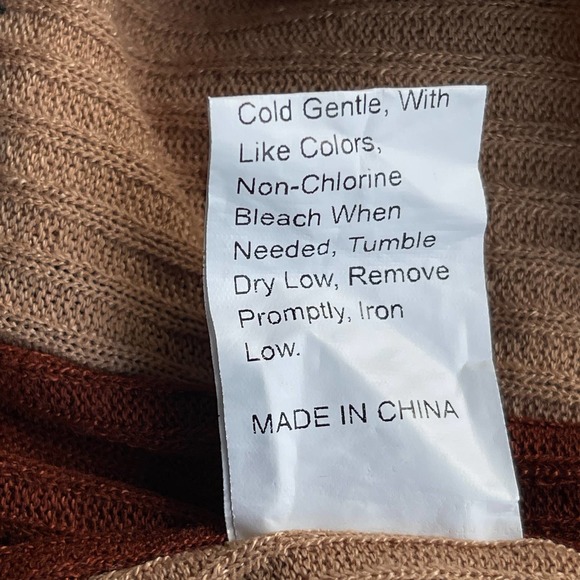 Cold Gentle, With
Like Colors,
Non-Chlorine
Bleach When
Needed, Tumble
Dry Low, Remove
Promptly, Iron
Low.
MADE IN CHINA